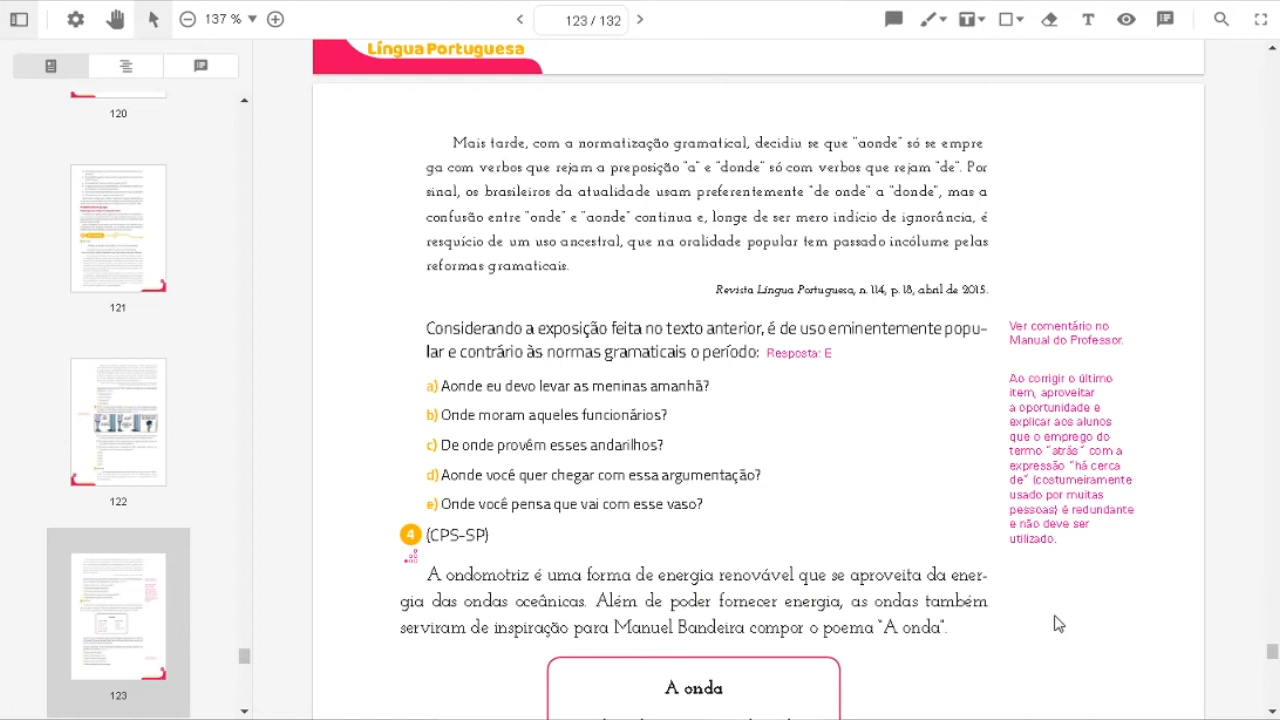 137 %
123 / 132
Língua Portuguesa
120
121
122
123
Mais tarde, com a normatização gramatical, decidiu-se que "aonde" só se empre
ga com verbos que rejam a preposição "a" e "donde" só com verbos que rejam "de". Por
sinal, os brasileiros da atualidade usam preferentemente "de onde" a "donde".
confusão entre "onde" e "aonde" continua e, longe de ser um indício de ignorância, é
resquício de uma questão que na oralidade popular tem passado incólume pelas
reformas gramaticais.
Revista Língua Portuguesa, n. 114, p. 18, abril de 2015.
Considerando a exposição feita no texto anterior, é de uso eminentemente popu-
lar e contrário às normas gramaticais o período: Resposta: E
a) Aonde eu devo levar as meninas amanhã?
b) Onde moram aqueles funcionários?
c) De onde provêm esses andarilhos?
d) Aonde você quer chegar com essa argumentação?
e) Onde você pensa que vai com esse vaso?
Ver comentário no
Manual do Professor.
Ao corrigir o último
item, aproveitar
a oportunidade e
explicar aos alunos
que o emprego do
termo "atrás" com a
expressão "há cerca
de" (costumeiramente
usado por muitas
pessoas) é redundante
e não deve ser
utilizado.
4 (CPS-SP)
A ondomotriz é uma forma de energia renovável que se aproveita da ener-
gia das ondas oceânicas. Além de poder fornecer energia, as ondas também
serviram de inspiração para Manuel Bandeira compor o poema "A onda".
A onda